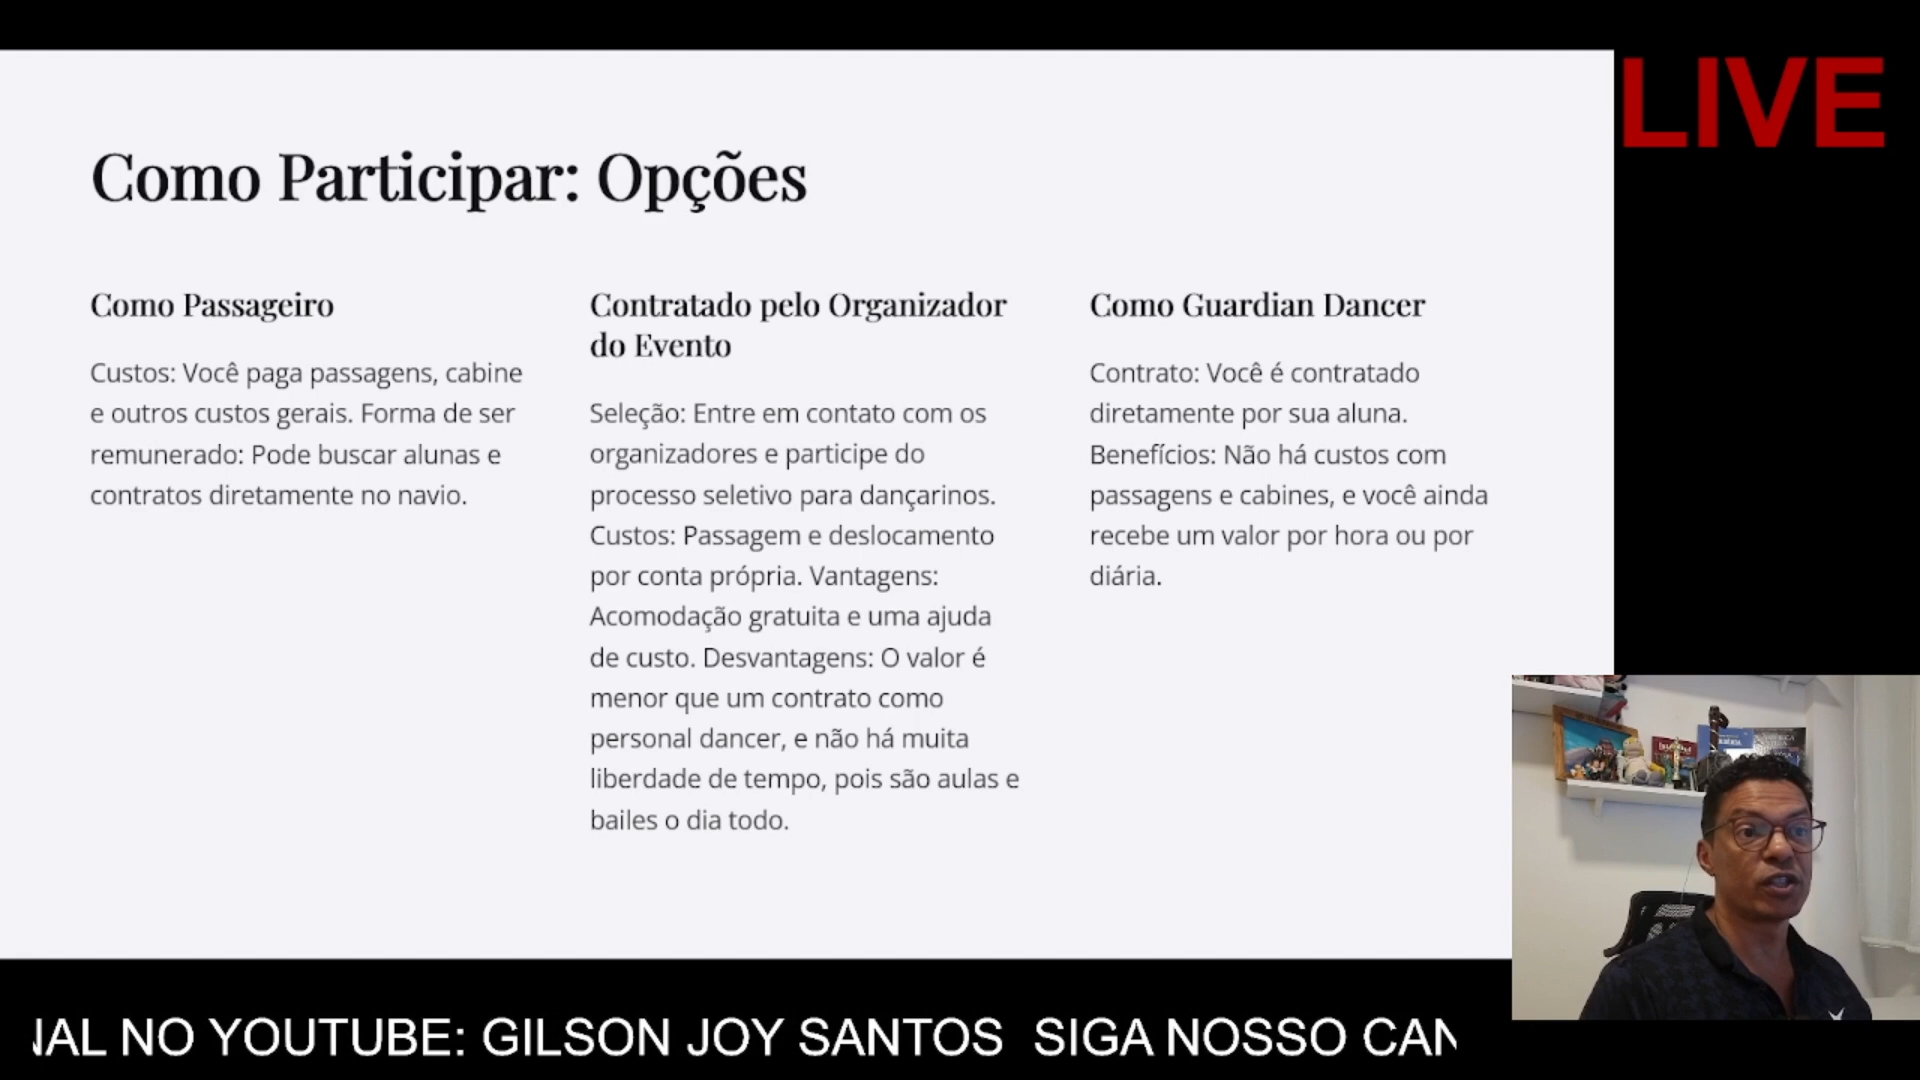 LIVE
Como Participar: Opções
Como Passageiro
Custos: Você paga passagens, cabine
e outros custos gerais. Forma de ser
remunerado: Pode buscar alunas e
contratos diretamente no navio.
Contratado pelo Organizador
do Evento
Seleção: Entre em contato com os
organizadores e participe do
processo seletivo para dançarinos.
Custos: Passagem e deslocamento
por conta própria. Vantagens:
Acomodação gratuita e uma ajuda
de custo. Desvantagens: O valor é
menor que um contrato como
personal dancer, e não há muita
liberdade de tempo, pois são aulas e
bailes o dia todo.
Como Guardian Dancer
Contrato: Você é contratado
diretamente por sua aluna.
Benefícios: Não há custos com
passagens e cabines, e você ainda
recebe um valor por hora ou por
diária.
NAL NO YOUTUBE: GILSON JOY SANTOS SIGA NOSSO CAN